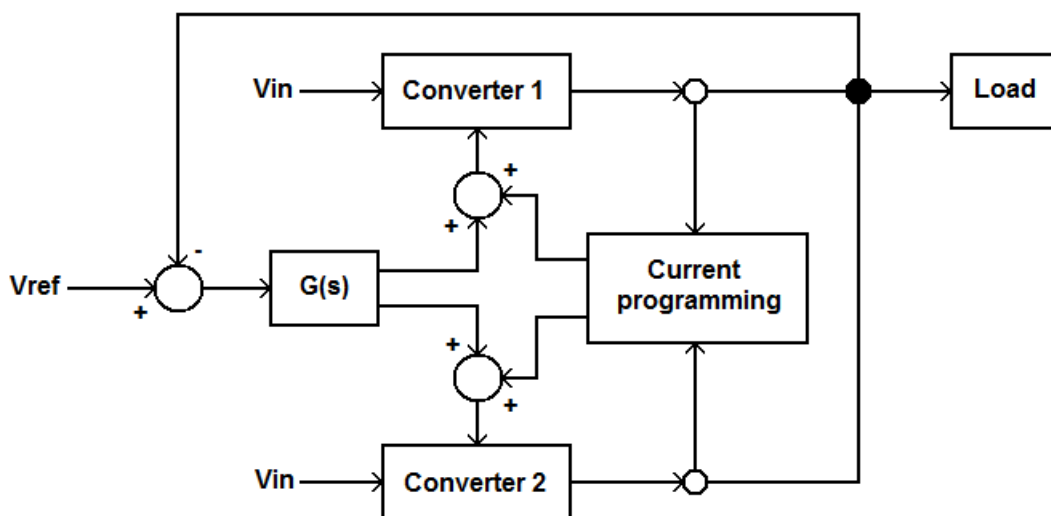 Vin
Converter 1
Load
+
+
-
Vref
+
G(s)
Current
programming
+
+
Vin
Converter 2